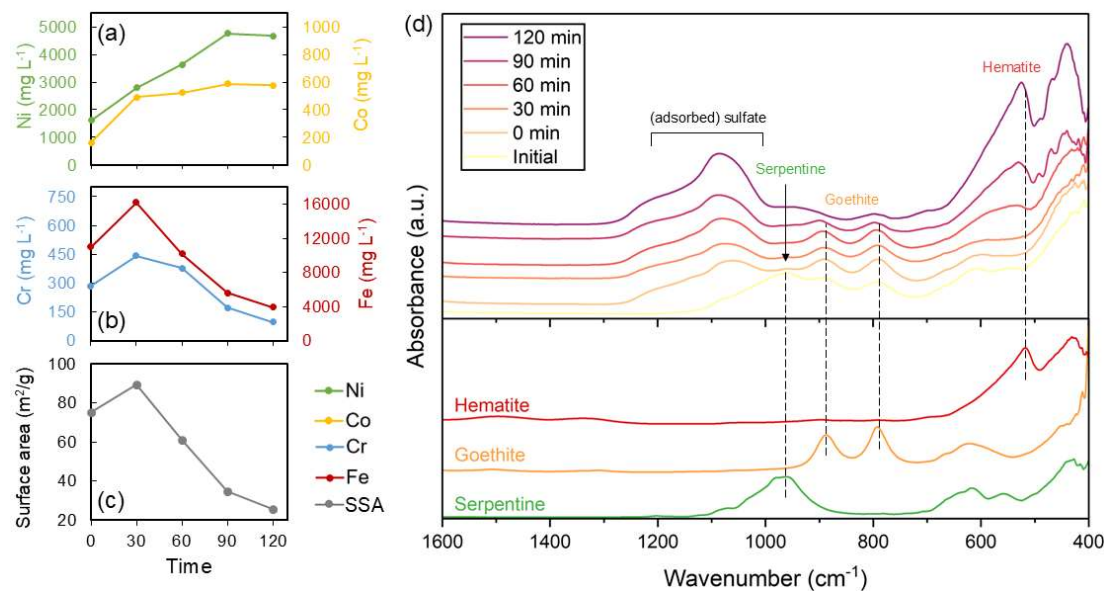 (a)
Ni (mg L⁻¹)
5000
4000
3000
2000
1000
0
1000
800
600
400
200
0
Co (mg L⁻¹)
(b)
Cr (mg L⁻¹)
750
600
450
300
150
0
16000
12000
8000
4000
0
Fe (mg L⁻¹)
(c)
Surface area (m²/g)
100
80
60
40
20
0 30 60 90 120
Time
Ni
Co
Cr
Fe
SSA
(d)
120 min
90 min
60 min
30 min
0 min
Initial
(adsorbed) sulfate
Serpentine
Goethite
Hematite
Absorbance (a.u.)
Hematite
Goethite
Serpentine
1600 1400 1200 1000 800 600 400
Wavenumber (cm⁻¹)